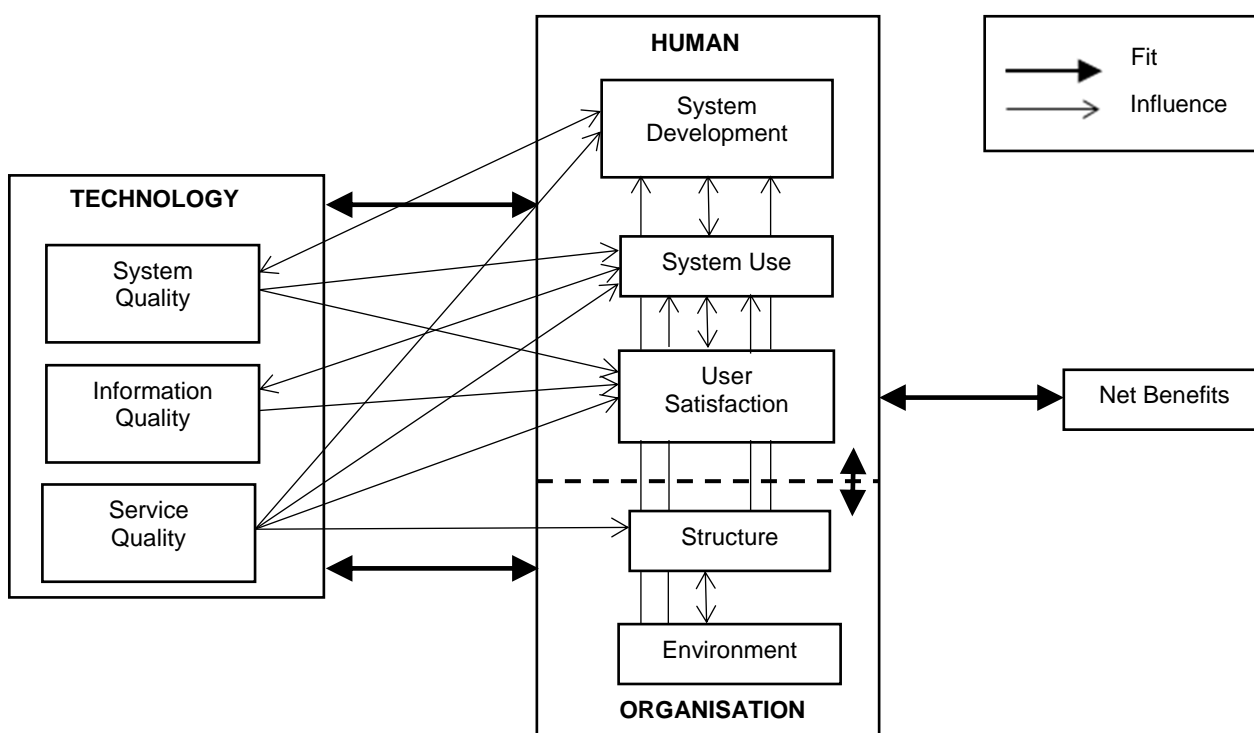 HUMAN
Fit
Influence
System
Development
TECHNOLOGY
System
Quality
System Use
Information
Quality
User
Satisfaction
Net Benefits
Service
Quality
Structure
Environment
ORGANISATION